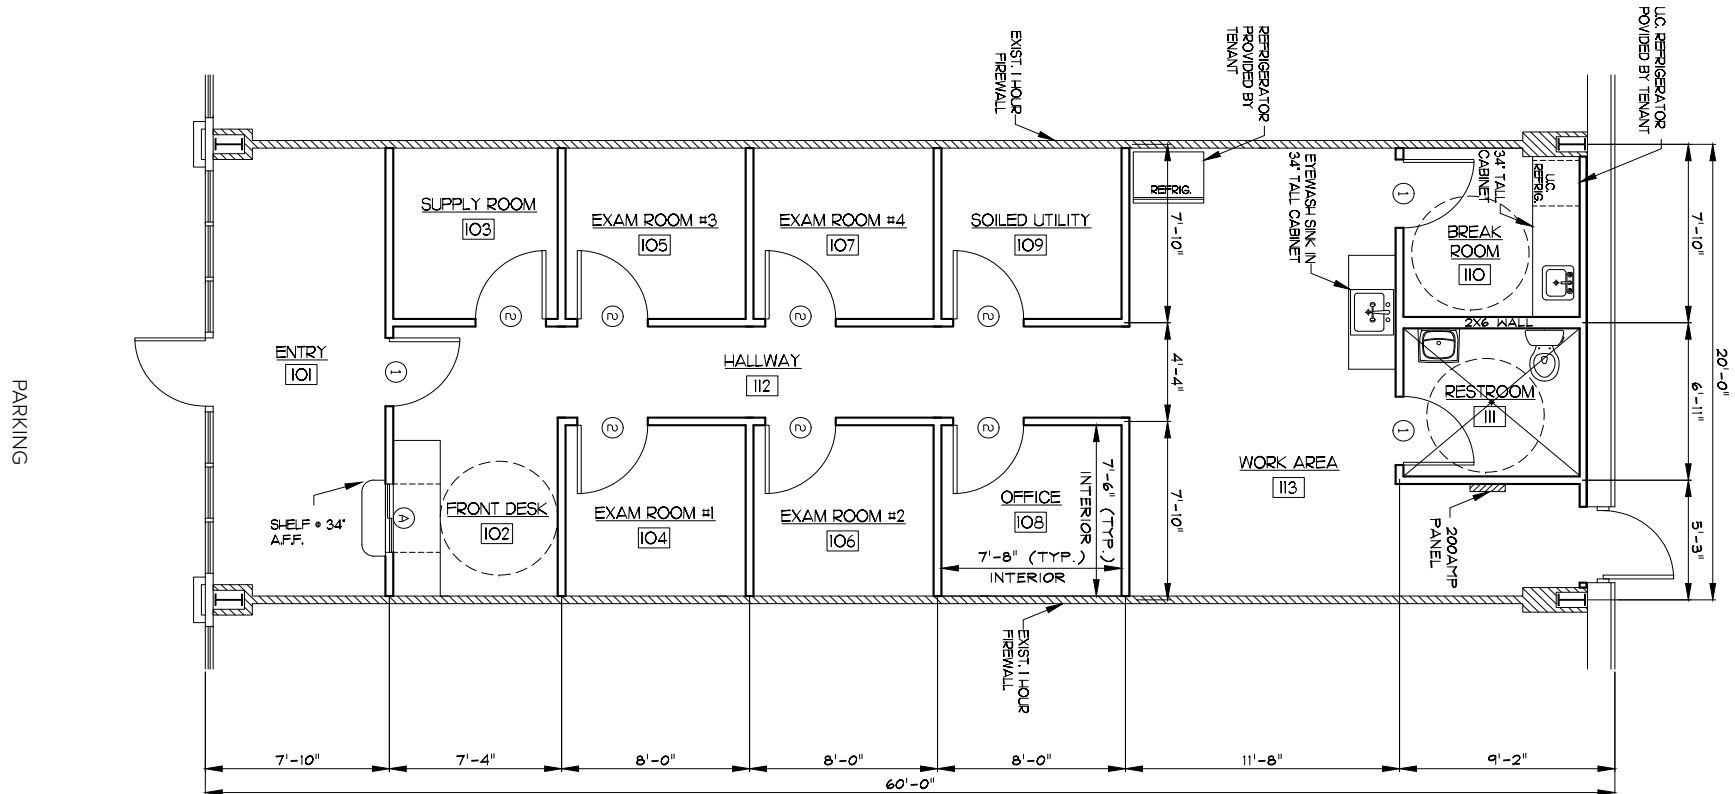 U.C. REFRIGERATOR
POVIDED BY TENANT
REFRIGERATOR
PROVIDED BY
TENANT
EXIST. 1 HOUR
FIREWALL
REFRIG.
EYEWASH SINK IN
34" TALL CABINET
34" TALL
CABINET
U.C.
REFRIG.
SUPPLY ROOM
103
EXAM ROOM #3
105
EXAM ROOM #4
107
SOILED UTILITY
109
BREAK
ROOM
110
7'-10"
7'-10"
1
2
2
2
2
2X6 WALL
20'-0"
ENTRY
101
1
HALLWAY
112
4'-4"
RESTROOM
111
6'-11"
PARKING
2
2
2
1
WORK AREA
113
7'-6" (TYP.)
INTERIOR
7'-10"
SHELF @ 34"
A.F.F.
A
FRONT DESK
102
EXAM ROOM #1
104
EXAM ROOM #2
106
OFFICE
108
7'-8" (TYP.)
INTERIOR
200AMP
PANEL
5'-3"
EXIST. 1 HOUR
FIREWALL
7'-10"
7'-4"
8'-0"
8'-0"
8'-0"
11'-8"
9'-2"
60'-0"